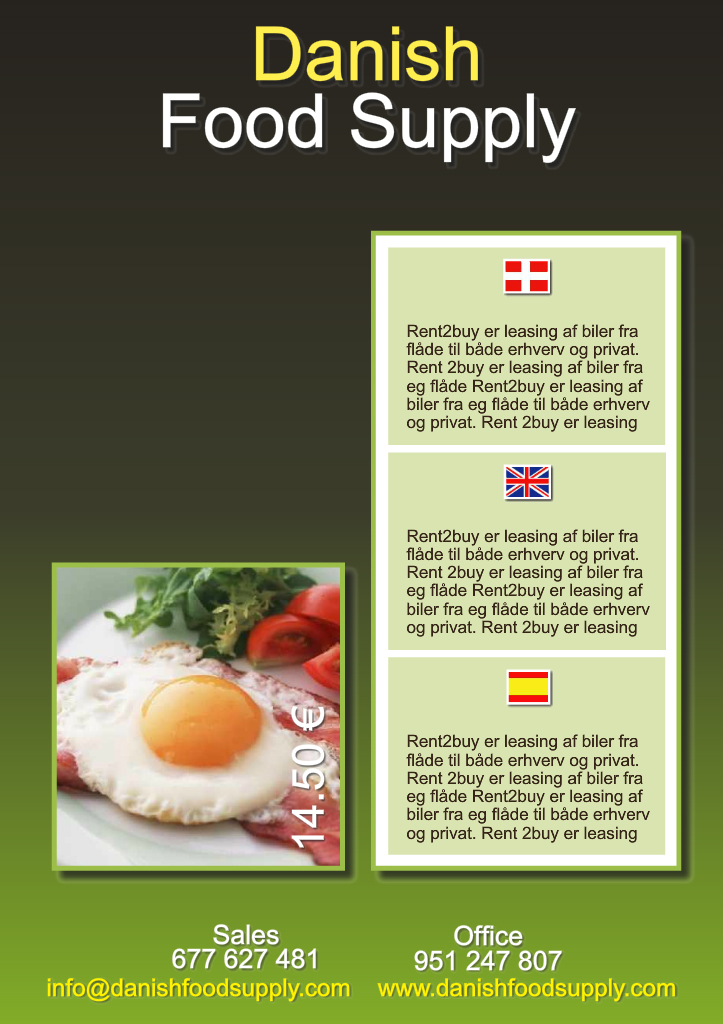 Danish
Food Supply
Rent2buy er leasing af biler fra
flåde til både erhverv og privat.
Rent 2buy er leasing af biler fra
eg flåde Rent2buy er leasing af
biler fra eg flåde til både erhverv
og privat. Rent 2buy er leasing
Rent2buy er leasing af biler fra
flåde til både erhverv og privat.
Rent 2buy er leasing af biler fra
eg flåde Rent2buy er leasing af
biler fra eg flåde til både erhverv
og privat. Rent 2buy er leasing
Rent2buy er leasing af biler fra
flåde til både erhverv og privat.
Rent 2buy er leasing af biler fra
eg flåde Rent2buy er leasing af
biler fra eg flåde til både erhverv
og privat. Rent 2buy er leasing
14.50 €
Sales
677 627 481
info@danishfoodsupply.com
Office
951 247 807
www.danishfoodsupply.com